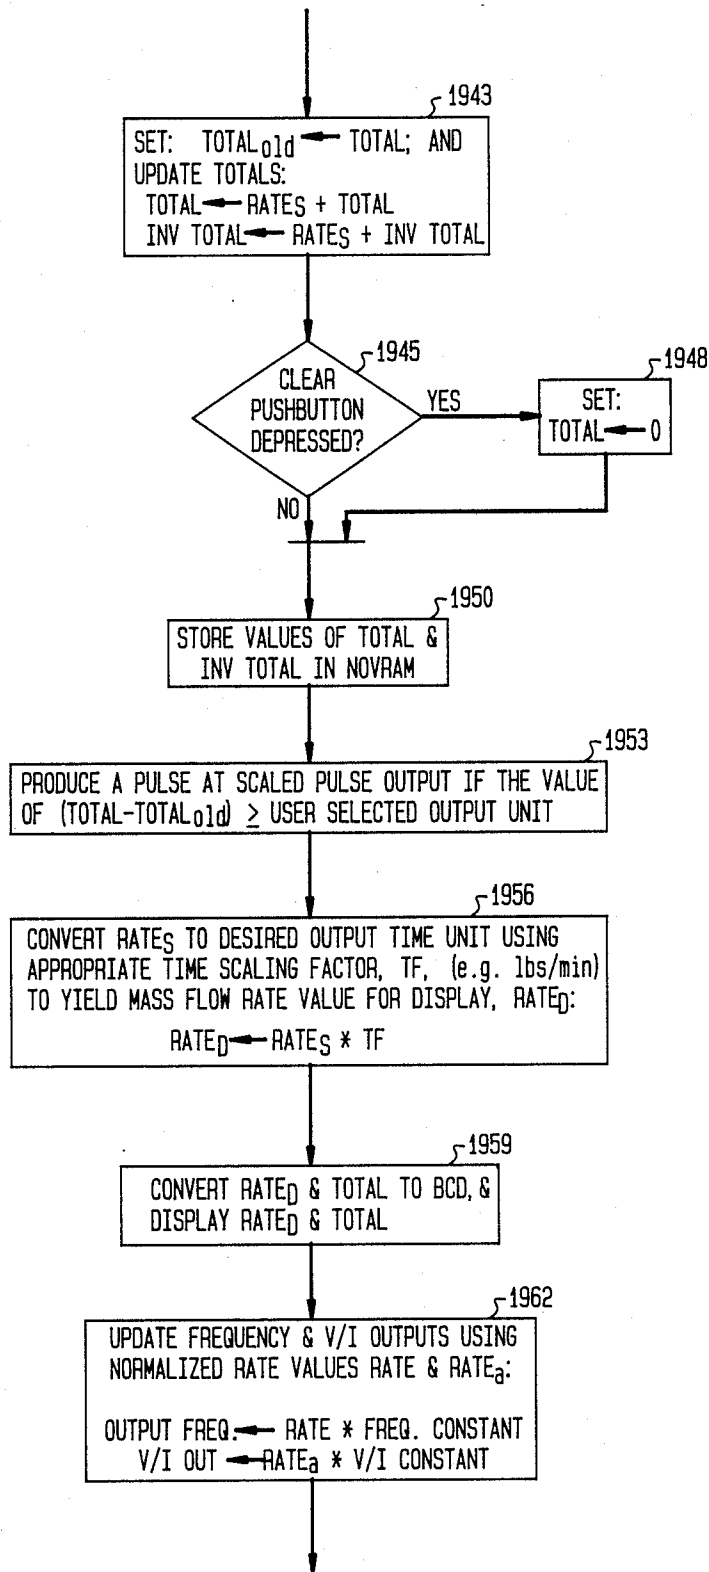 1943
SET: TOTALold ← TOTAL; AND
UPDATE TOTALS:
TOTAL ← RATES + TOTAL
INV TOTAL ← RATES + INV TOTAL
1945
CLEAR
PUSHBUTTON
DEPRESSED?
YES
1948
SET:
TOTAL ← 0
NO
1950
STORE VALUES OF TOTAL &
INV TOTAL IN NOVRAM
1953
PRODUCE A PULSE AT SCALED PULSE OUTPUT IF THE VALUE
OF (TOTAL-TOTALold) ≥ USER SELECTED OUTPUT UNIT
1956
CONVERT RATES TO DESIRED OUTPUT TIME UNIT USING
APPROPRIATE TIME SCALING FACTOR, TF, (e.g. lbs/min)
TO YIELD MASS FLOW RATE VALUE FOR DISPLAY, RATED:
RATED ← RATES * TF
1959
CONVERT RATED & TOTAL TO BCD, &
DISPLAY RATED & TOTAL
1962
UPDATE FREQUENCY & V/I OUTPUTS USING
NORMALIZED RATE VALUES RATE & RATEa:
OUTPUT FREQ. ← RATE * FREQ. CONSTANT
V/I OUT ← RATEa * V/I CONSTANT